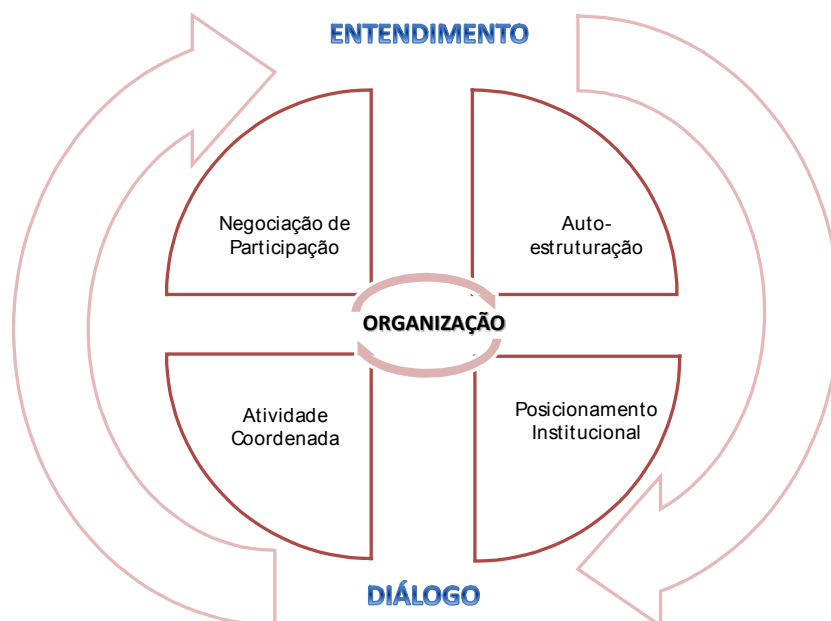 ENTENDIMENTO
Negociação de
Participação
Auto-
estruturação
ORGANIZAÇÃO
Atividade
Coordenada
Posicionamento
Institucional
DIÁLOGO